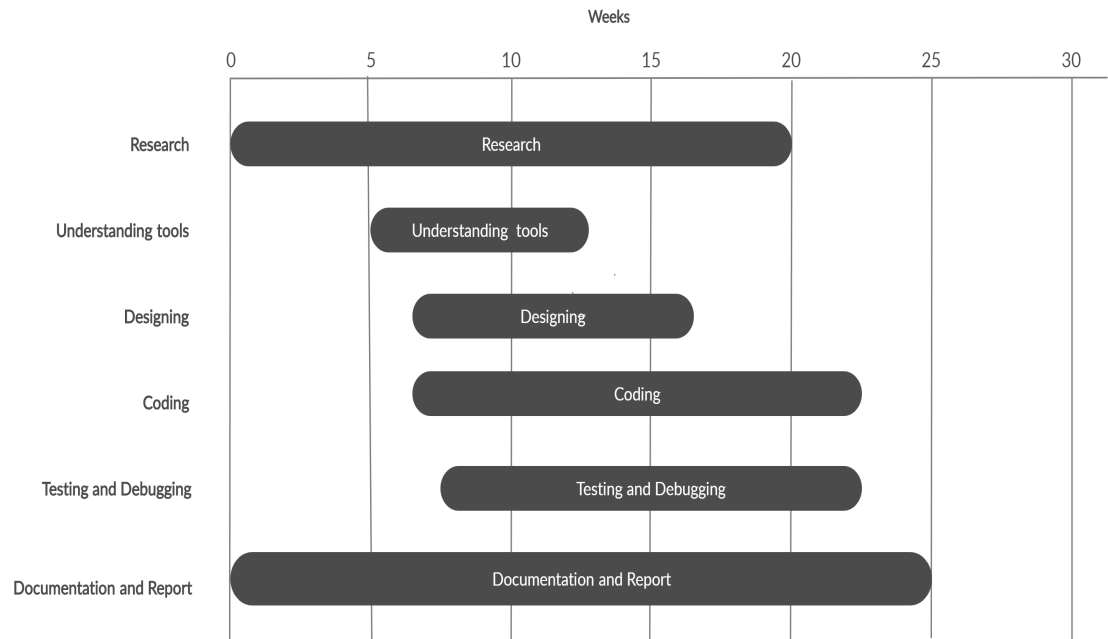 Weeks
0 5 10 15 20 25 30
Research Research
Understanding tools Understanding tools
Designing Designing
Coding Coding
Testing and Debugging Testing and Debugging
Documentation and Report Documentation and Report